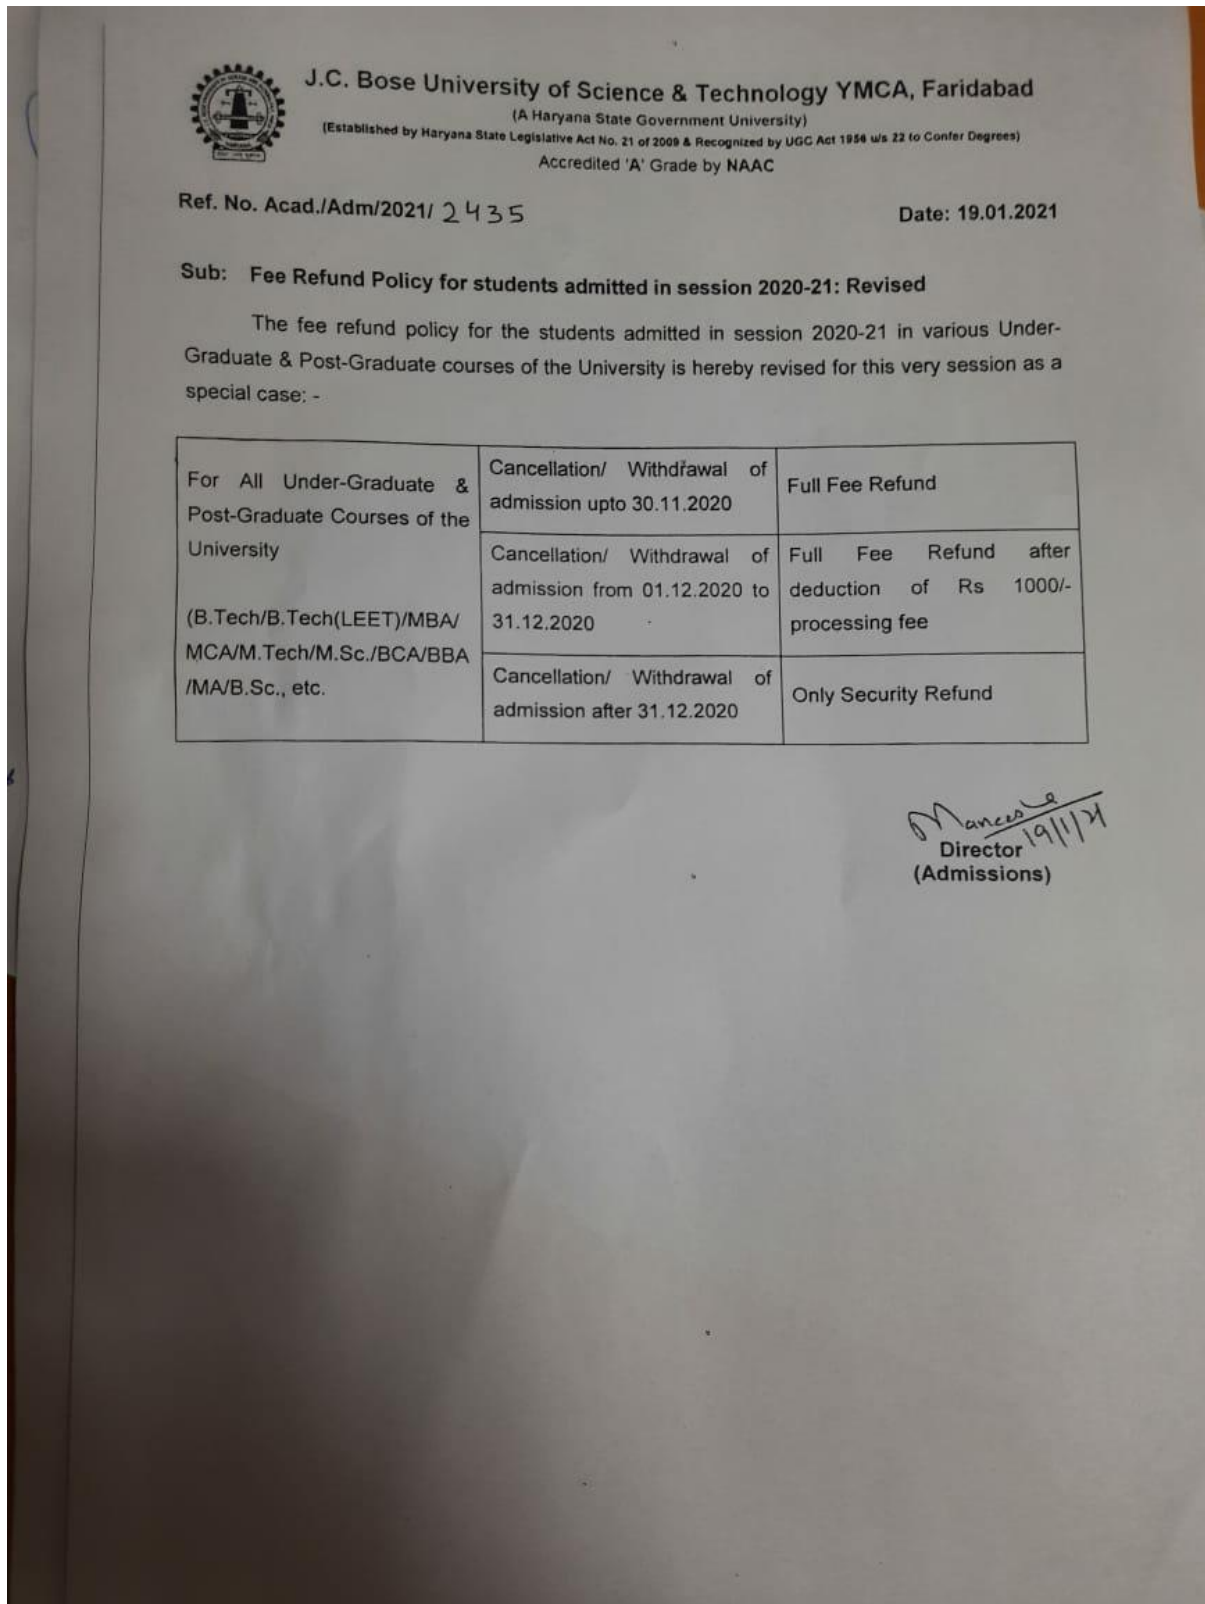 J.C. Bose University of Science & Technology YMCA, Faridabad
(A Haryana State Government University)
(Established by Haryana State Legislative Act No. 21 of 2009 & Recognized by UGC Act 1956 u/s 22 to Confer Degrees)
Accredited 'A' Grade by NAAC
Ref. No. Acad./Adm/2021/ 2435
Date: 19.01.2021
Sub: Fee Refund Policy for students admitted in session 2020-21: Revised
The fee refund policy for the students admitted in session 2020-21 in various Under-
Graduate & Post-Graduate courses of the University is hereby revised for this very session as a
special case: -
For All Under-Graduate &
Post-Graduate Courses of the
University
(B.Tech/B.Tech(LEET)/MBA/
MCA/M.Tech/M.Sc./BCA/BBA
/MA/B.Sc., etc.
Cancellation/ Withdrawal of
admission upto 30.11.2020
Full Fee Refund
Cancellation/ Withdrawal of
admission from 01.12.2020 to
31.12.2020
Full Fee Refund after
deduction of Rs 1000/-
processing fee
Cancellation/ Withdrawal of
admission after 31.12.2020
Only Security Refund
19/1/21
Director
(Admissions)